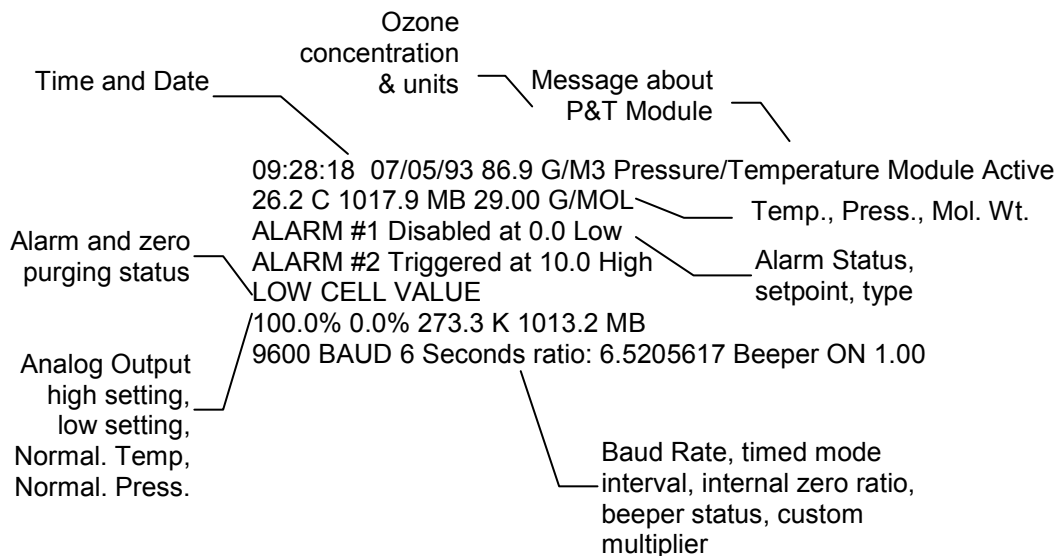 Ozone
concentration
& units
Time and Date
Message about
P&T Module
09:28:18  07/05/93 86.9 G/M3 Pressure/Temperature Module Active
26.2 C 1017.9 MB 29.00 G/MOL
Temp., Press., Mol. Wt.
ALARM #1 Disabled at 0.0 Low
ALARM #2 Triggered at 10.0 High
Alarm Status,
setpoint, type
Alarm and zero
purging status
LOW CELL VALUE
100.0% 0.0% 273.3 K 1013.2 MB
9600 BAUD 6 Seconds ratio: 6.5205617 Beeper ON 1.00
Analog Output
high setting,
low setting,
Normal. Temp,
Normal. Press.
Baud Rate, timed mode
interval, internal zero ratio,
beeper status, custom
multiplier